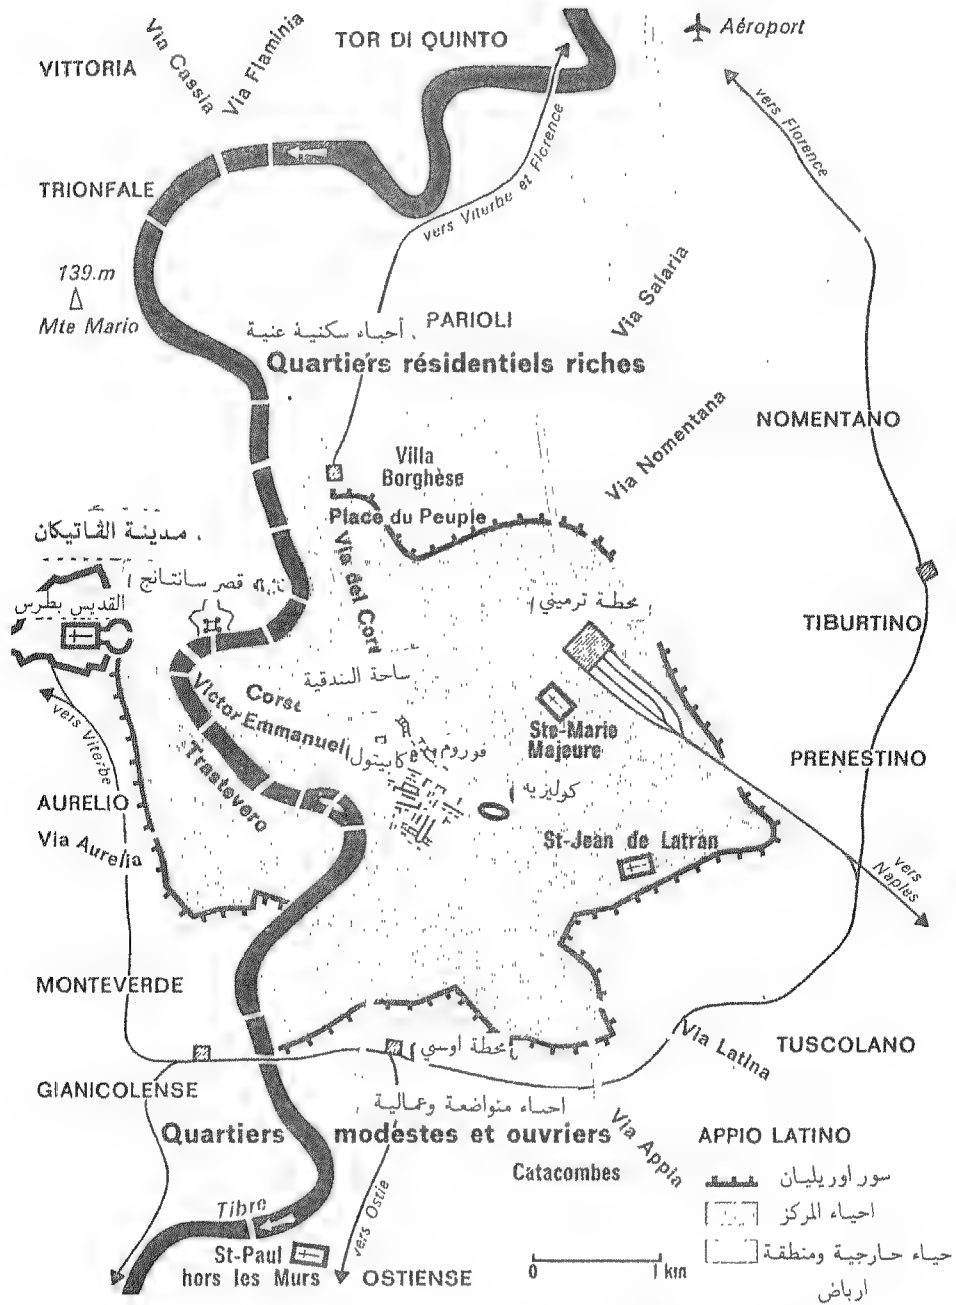 Via Cassia
Via Flaminia
TOR DI QUINTO
Aéroport
VITTORIA
vers Florence
vers Viterbe et Florence
TRIONFALE
139.m
Mte Mario
Via Salaria
أحياء سكنية غنية
PARIOLI
Quartiers résidentiels riches
NOMENTANO
Via Nomentana
Villa
Borghèse
Place du Peuple
مدينة الڤاتيكان
Via del Cors
قصر سانتانج
القديس بطرس
محطة ترميني
TIBURTINO
ساحة البندقية
Corso
Victor Emmanuel
vers Viterbe
Ste-Marie
Majeure
فوروم
كابيتول
PRENESTINO
Trastevere
كوليزيه
AURELIO
Via Aurelia
St-Jean de Latran
vers
Naples
MONTEVERDE
محطة اوستي
Via Latina
TUSCOLANO
GIANICOLENSE
احياء متواضعة وعمالية
Quartiers modestes et ouvriers
Via Appia
APPIO LATINO
Catacombes
سور اوريليان
Tibre
vers Ostie
احياء المركز
St-Paul
hors les Murs
OSTIENSE
0 1 km
حياء خارجية ومنطقة
ارباض